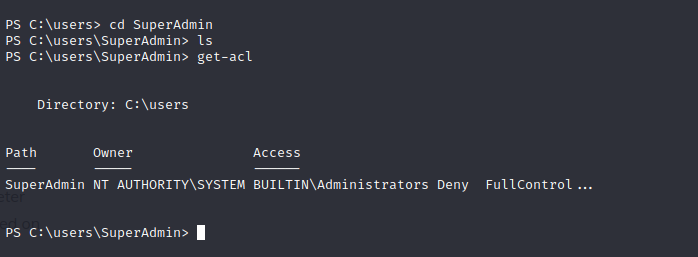 PS C:\users> cd SuperAdmin
PS C:\users\SuperAdmin> ls
PS C:\users\SuperAdmin> get-acl
Directory: C:\users
Path Owner Access
---- ----- ------
SuperAdmin NT AUTHORITY\SYSTEM BUILTIN\Administrators Deny FullControl...
PS C:\users\SuperAdmin>